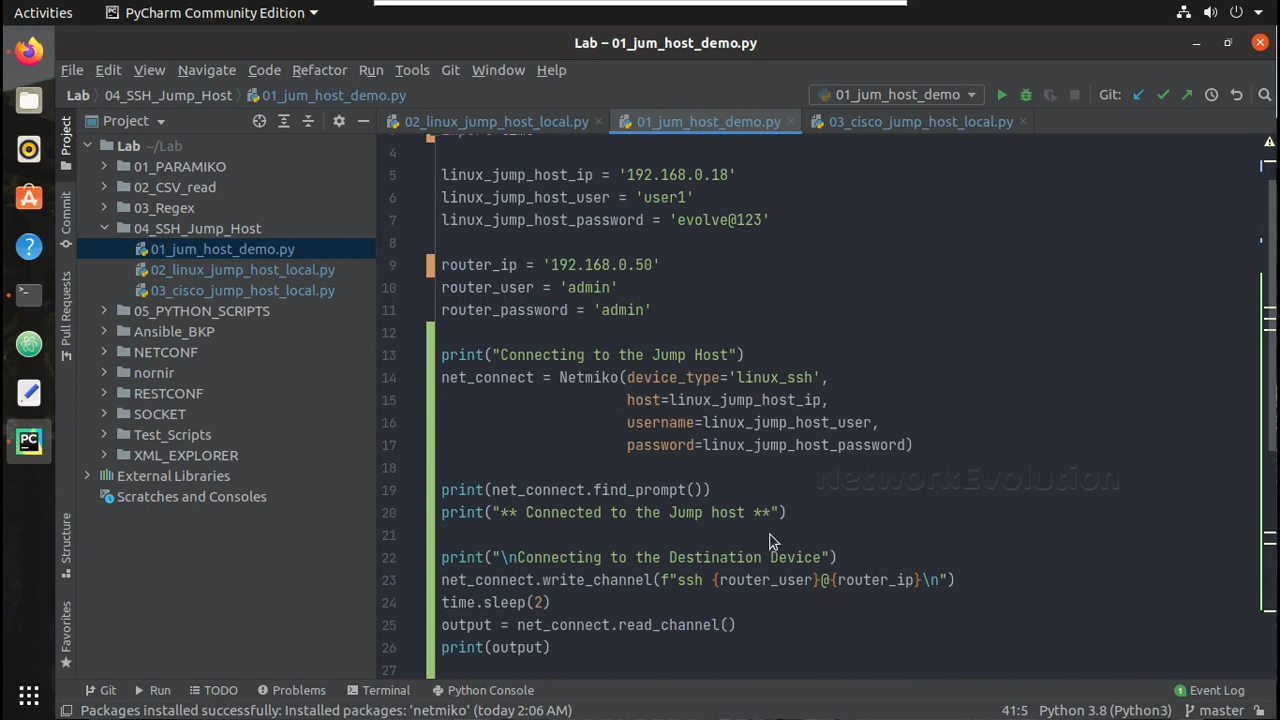 Activities
PyCharm Community Edition
Lab – 01_jum_host_demo.py
File Edit View Navigate Code Refactor Run Tools Git Window Help
Lab 04_SSH_Jump_Host 01_jum_host_demo.py 01_jum_host_demo Git:
Project
02_linux_jump_host_local.py 01_jum_host_demo.py 03_cisco_jump_host_local.py
Project
Commit
Pull Requests
Structure
Favorites
Lab ~/Lab
01_PARAMIKO
02_CSV_read
03_Regex
04_SSH_Jump_Host
01_jum_host_demo.py
02_linux_jump_host_local.py
03_cisco_jump_host_local.py
05_PYTHON_SCRIPTS
Ansible_BKP
NETCONF
nornir
RESTCONF
SOCKET
Test_Scripts
XML_EXPLORER
External Libraries
Scratches and Consoles
4
5 linux_jump_host_ip = '192.168.0.18'
6 linux_jump_host_user = 'user1'
7 linux_jump_host_password = 'evolve@123'
8
9 router_ip = '192.168.0.50'
10 router_user = 'admin'
11 router_password = 'admin'
12
13 print("Connecting to the Jump Host")
14 net_connect = Netmiko(device_type='linux_ssh',
15 host=linux_jump_host_ip,
16 username=linux_jump_host_user,
17 password=linux_jump_host_password)
18
19 print(net_connect.find_prompt())
20 print("** Connected to the Jump host **")
21
22 print("\nConnecting to the Destination Device")
23 net_connect.write_channel(f"ssh {router_user}@{router_ip}\n")
24 time.sleep(2)
25 output = net_connect.read_channel()
26 print(output)
27
NetworkEvolution
Git Run TODO Problems Terminal Python Console 1 Event Log
Packages installed successfully: Installed packages: 'netmiko' (today 2:06 AM) 41:5 Python 3.8 (Python3) master